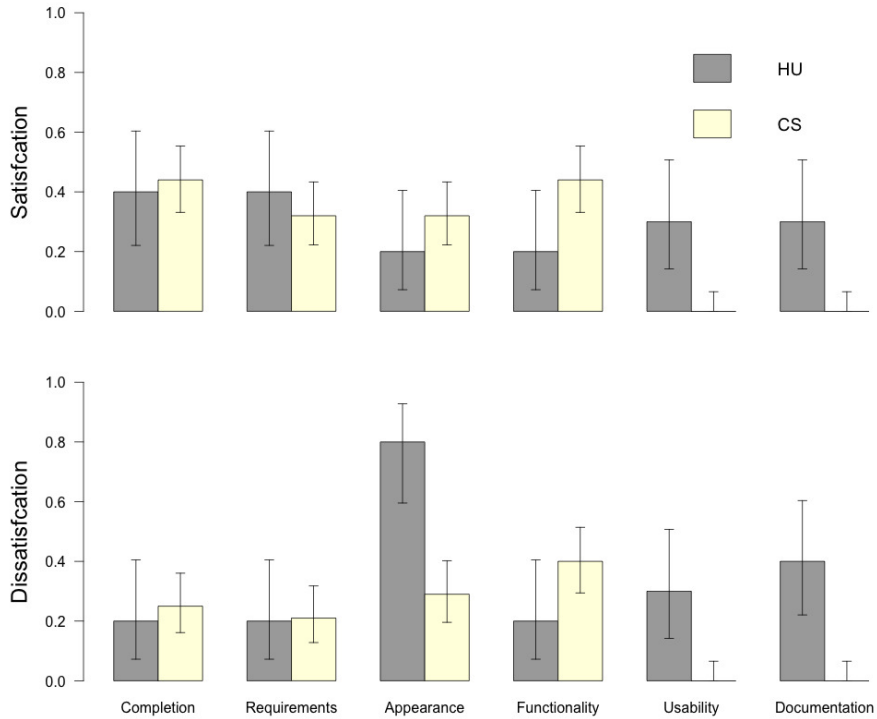 1.0
0.8
0.6
0.4
0.2
0.0
Satisfcation
HU
CS
1.0
0.8
0.6
0.4
0.2
0.0
Dissatisfcation
Completion
Requirements
Appearance
Functionality
Usability
Documentation